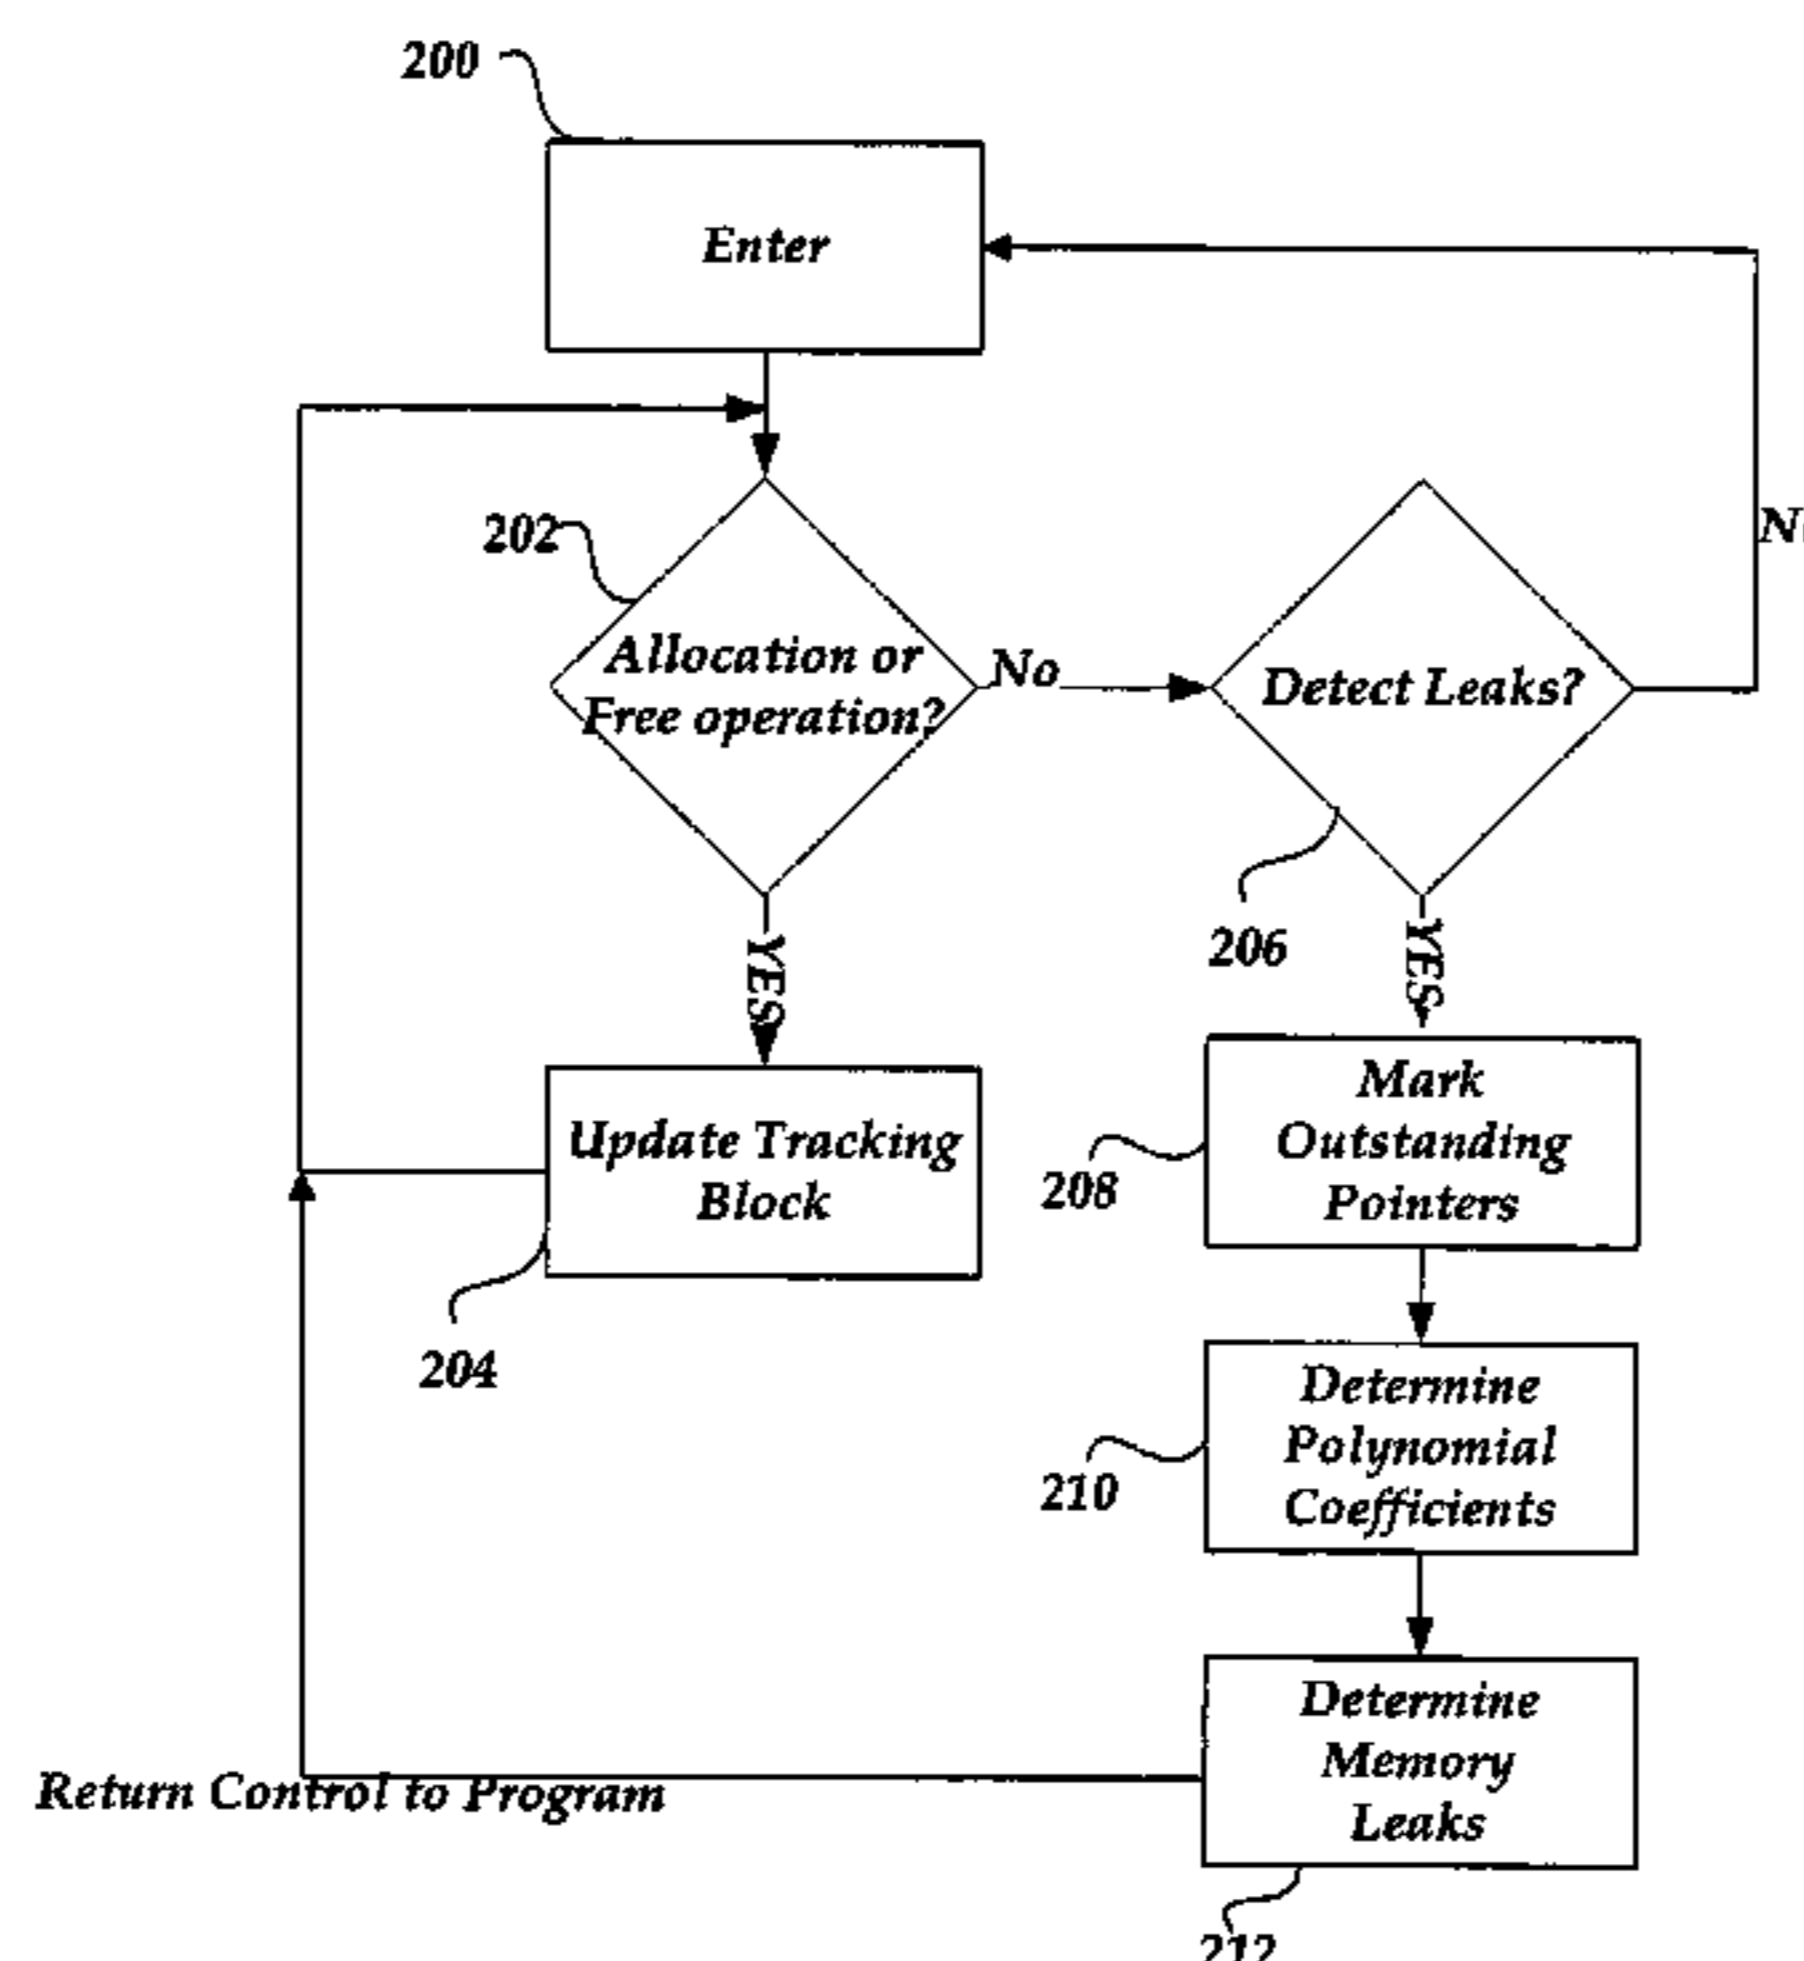 200
Enter
202
Allocation or
Free operation?
No
Detect Leaks?
206
YES
YES
Update Tracking
Block
204
Mark
Outstanding
Pointers
208
Determine
Polynomial
Coefficients
210
Determine
Memory
Leaks
Return Control to Program
212